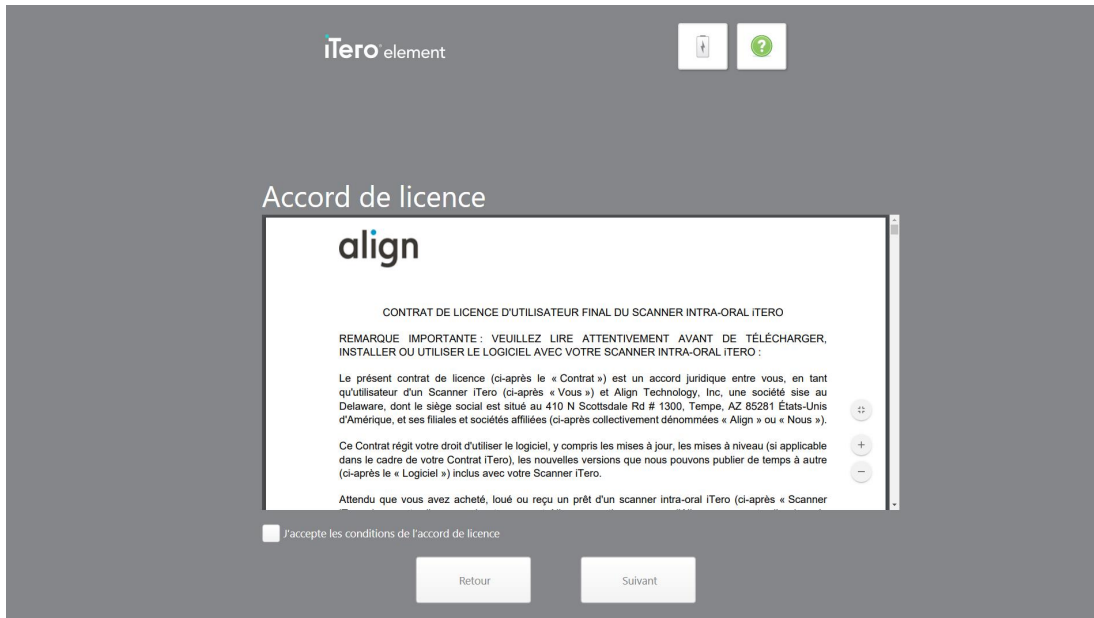 iTero element
Accord de licence
align
CONTRAT DE LICENCE D'UTILISATEUR FINAL DU SCANNER INTRA-ORAL iTERO
REMARQUE IMPORTANTE : VEUILLEZ LIRE ATTENTIVEMENT AVANT DE TÉLÉCHARGER,
INSTALLER OU UTILISER LE LOGICIEL AVEC VOTRE SCANNER INTRA-ORAL iTERO :
Le présent contrat de licence (ci-après le « Contrat ») est un accord juridique entre vous, en tant
qu'utilisateur d'un Scanner iTero (ci-après « Vous ») et Align Technology, Inc, une société sise au
Delaware, dont le siège social est situé au 410 N Scottsdale Rd # 1300, Tempe, AZ 85281 États-Unis
d'Amérique, et ses filiales et sociétés affiliées (ci-après collectivement dénommées « Align » ou « Nous »).
Ce Contrat régit votre droit d'utiliser le logiciel, y compris les mises à jour, les mises à niveau (si applicable
dans le cadre de votre Contrat iTero), les nouvelles versions que nous pouvons publier de temps à autre
(ci-après le « Logiciel ») inclus avec votre Scanner iTero.
Attendu que vous avez acheté, loué ou reçu un prêt d'un scanner intra-oral iTero (ci-après « Scanner
J'accepte les conditions de l'accord de licence
Retour
Suivant